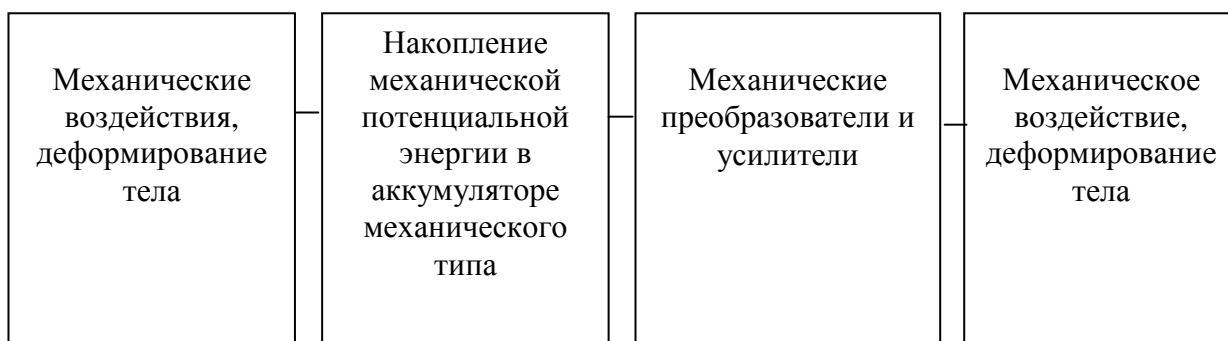 Механические
воздействия,
деформирование
тела
Накопление
механической
потенциальной
энергии в
аккумуляторе
механического
типа
Механические
преобразователи и
усилители
Механическое
воздействие,
деформирование
тела